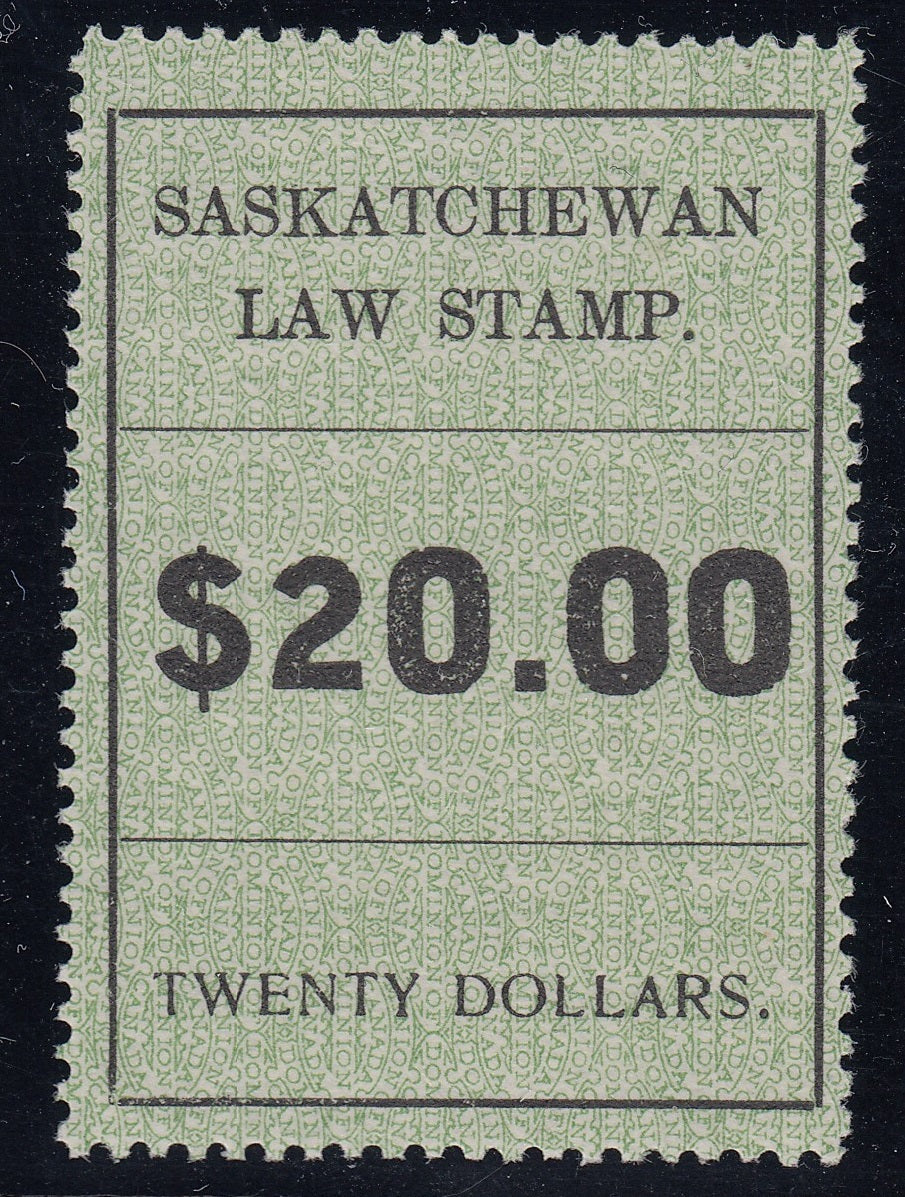 SASKATCHEWAN
LAW STAMP.
$20.00
TWENTY DOLLARS.